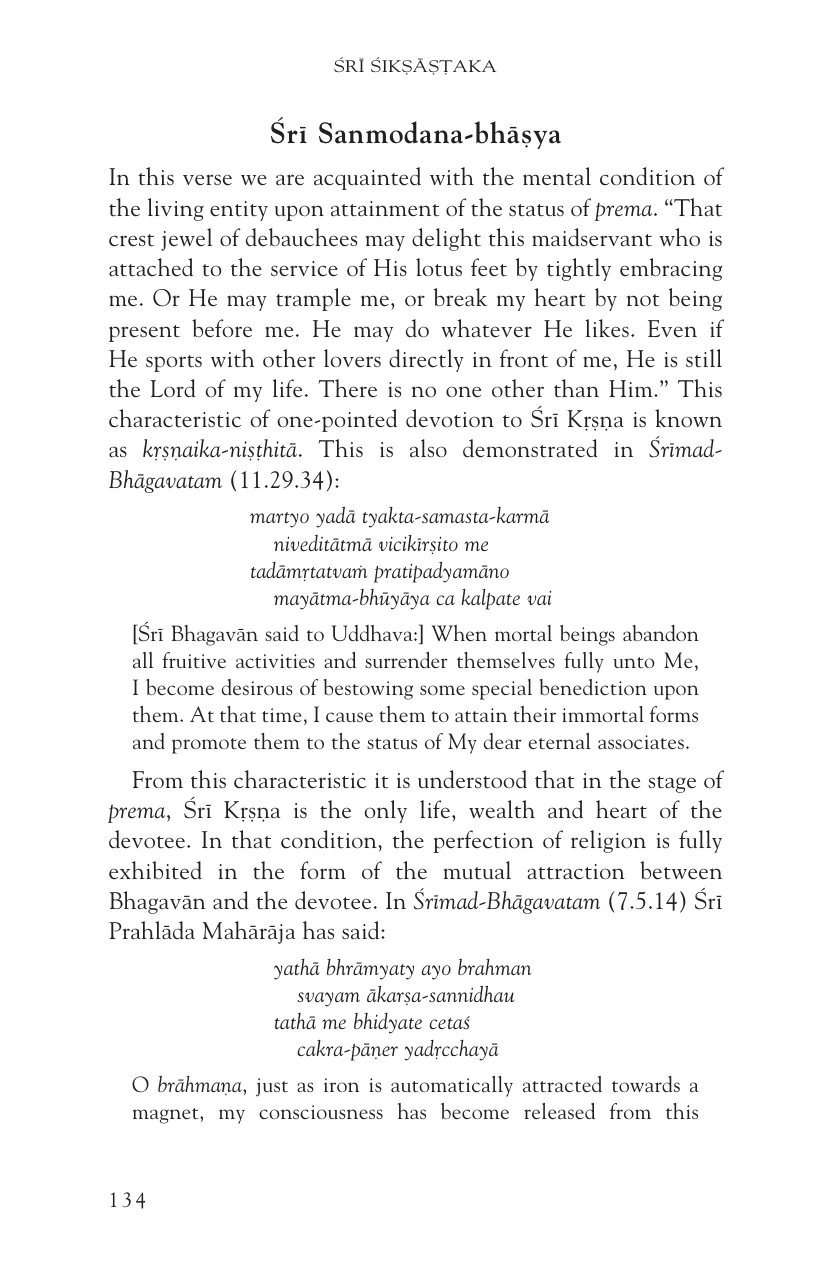 ŚRĪ ŚIKṢĀṢṬAKA
Śrī Sanmodana-bhāṣya
In this verse we are acquainted with the mental condition of
the living entity upon attainment of the status of prema. “That
crest jewel of debauchees may delight this maidservant who is
attached to the service of His lotus feet by tightly embracing
me. Or He may trample me, or break my heart by not being
present before me. He may do whatever He likes. Even if
He sports with other lovers directly in front of me, He is still
the Lord of my life. There is no one other than Him.” This
characteristic of one-pointed devotion to Śrī Kṛṣṇa is known
as kṛṣṇaika-niṣṭhitā. This is also demonstrated in Śrīmad-
Bhāgavatam (11.29.34):
martyo yadā tyakta-samasta-karmā
niveditātmā vicikīrṣito me
tadāmṛtatvaṁ pratipadyamāno
mayātma-bhūyāya ca kalpate vai
[Śrī Bhagavān said to Uddhava:] When mortal beings abandon
all fruitive activities and surrender themselves fully unto Me,
I become desirous of bestowing some special benediction upon
them. At that time, I cause them to attain their immortal forms
and promote them to the status of My dear eternal associates.
From this characteristic it is understood that in the stage of
prema, Śrī Kṛṣṇa is the only life, wealth and heart of the
devotee. In that condition, the perfection of religion is fully
exhibited in the form of the mutual attraction between
Bhagavān and the devotee. In Śrīmad-Bhāgavatam (7.5.14) Śrī
Prahlāda Mahārāja has said:
yathā bhrāmyaty ayo brahman
svayam ākarṣa-sannidhau
tathā me bhidyate cetaś
cakra-pāṇer yadṛcchayā
O brāhmaṇa, just as iron is automatically attracted towards a
magnet, my consciousness has become released from this
134